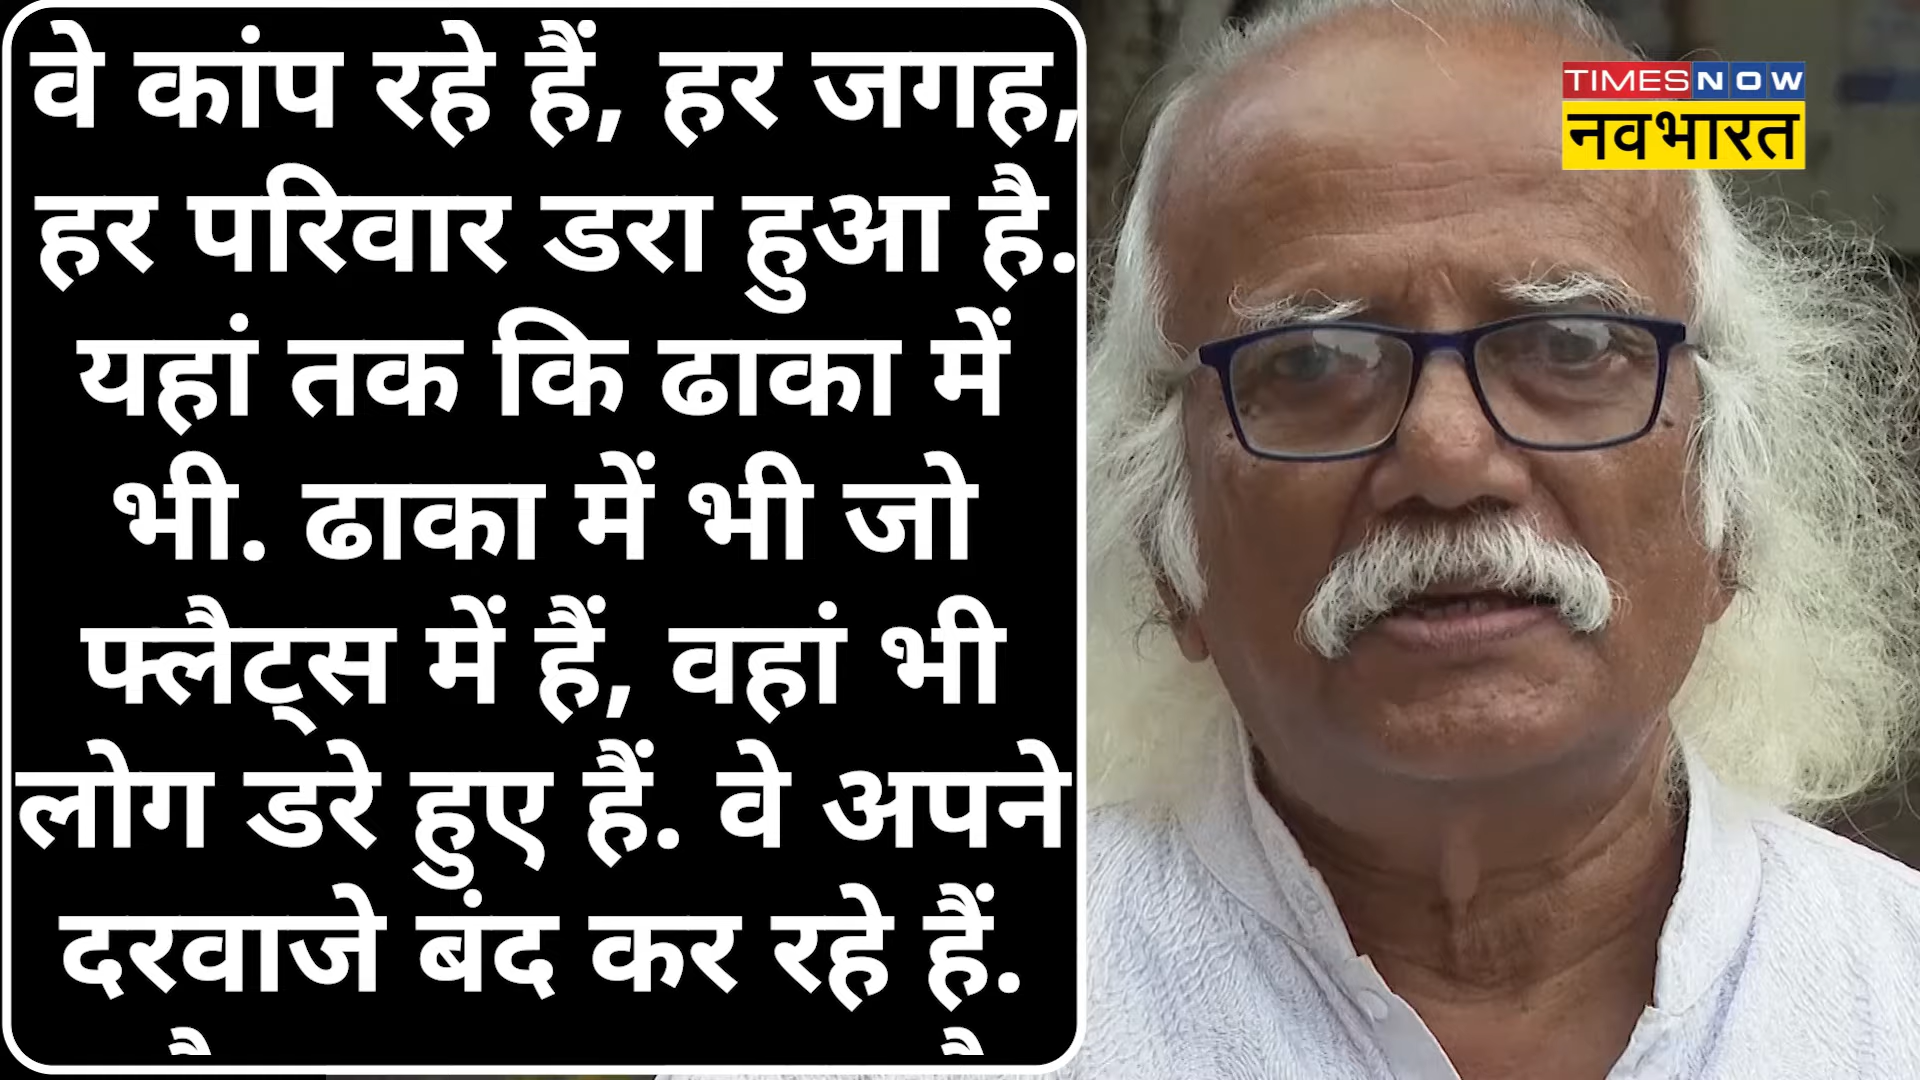 वे कांप रहे हैं, हर जगह,
हर परिवार डरा हुआ है.
यहां तक कि ढाका में
भी. ढाका में भी जो
फ्लैट्स में हैं, वहां भी
लोग डरे हुए हैं. वे अपने
दरवाजे बंद कर रहे हैं.
TIMES NOW
नवभारत